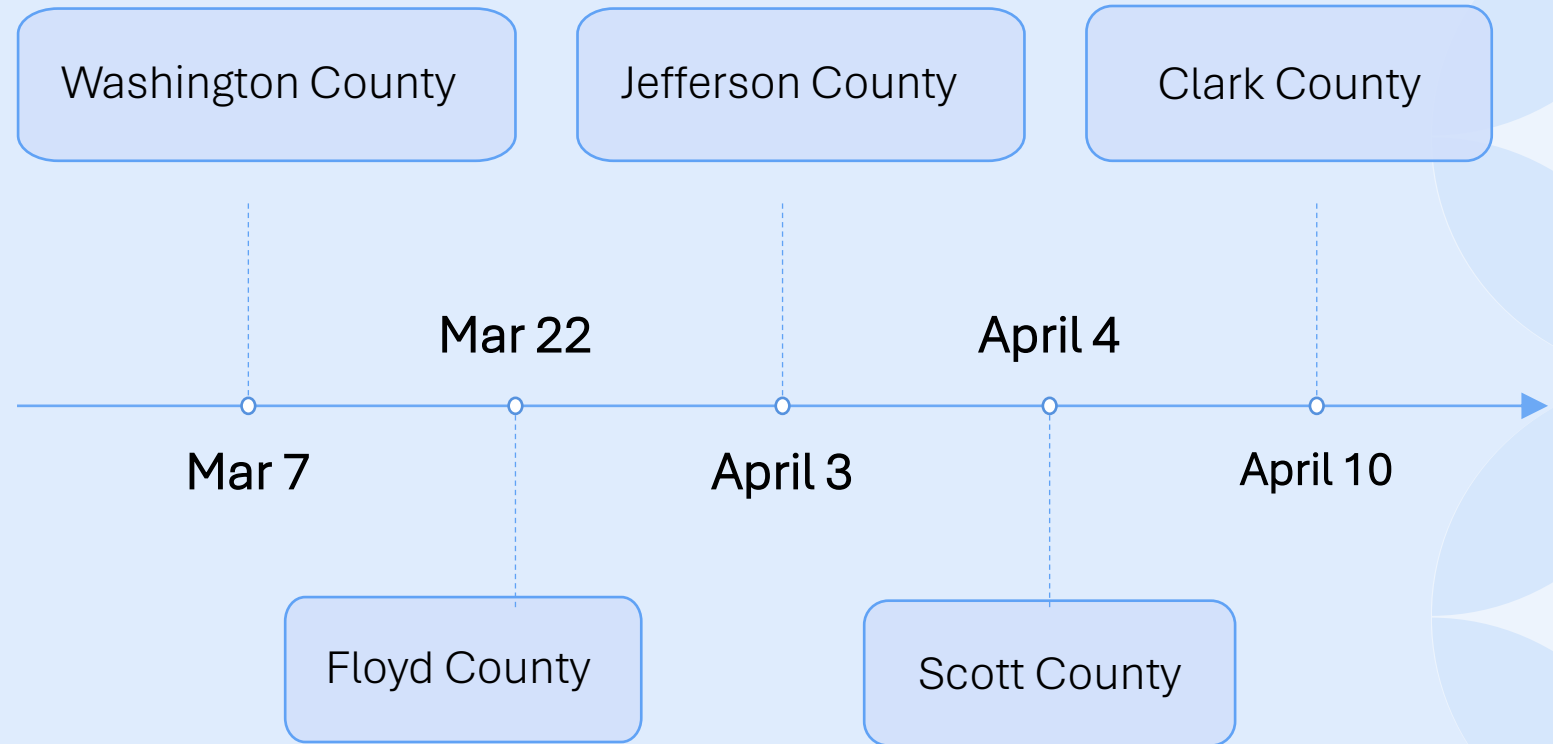 Washington County
Jefferson County
Clark County
Mar 22
April 4
Mar 7
April 3
April 10
Floyd County
Scott County